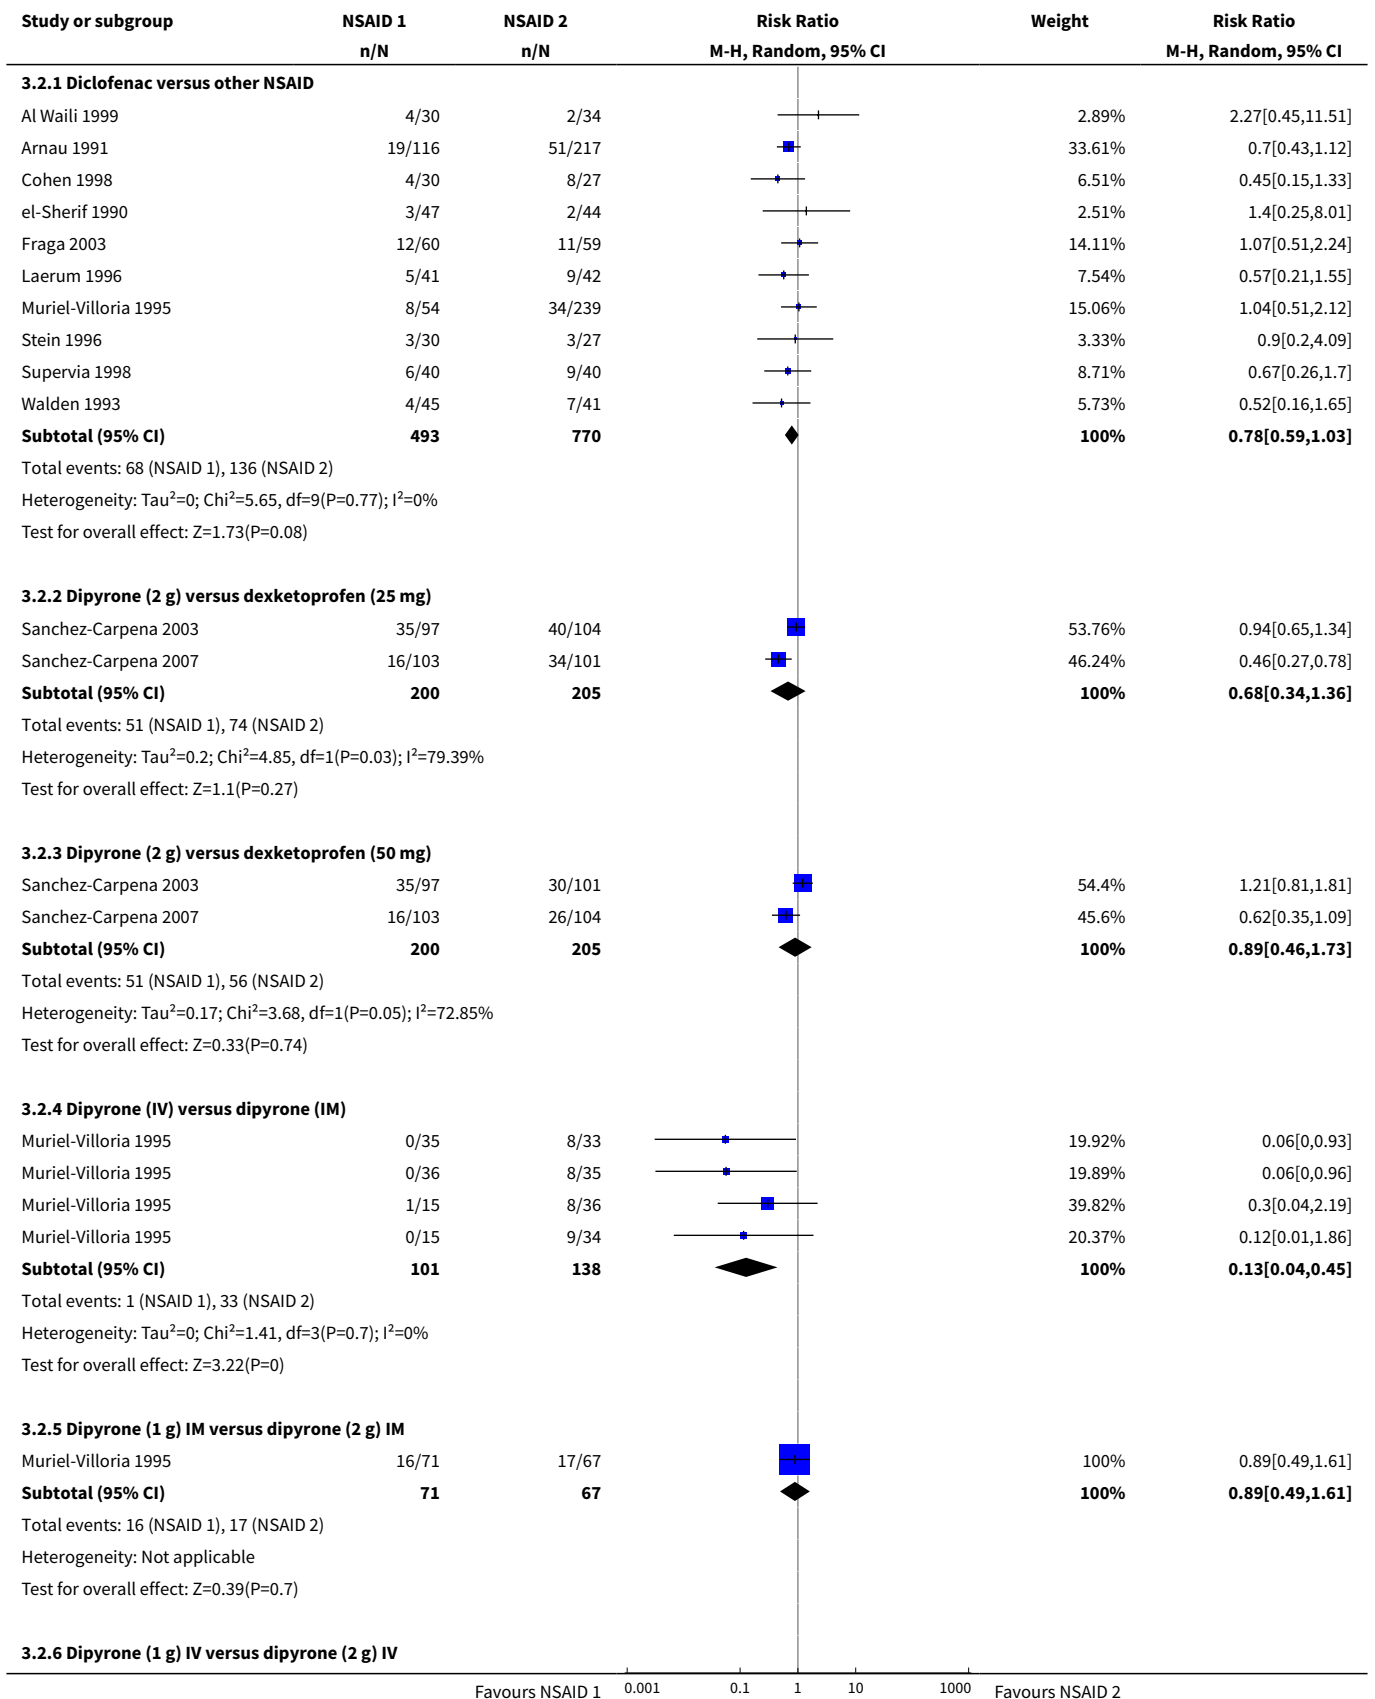 Study or subgroup NSAID 1 NSAID 2 Risk Ratio Weight Risk Ratio
n/N n/N M-H, Random, 95% CI M-H, Random, 95% CI
3.2.1 Diclofenac versus other NSAID
Al Waili 1999 4/30 2/34 2.89% 2.27[0.45,11.51]
Arnau 1991 19/116 51/217 33.61% 0.7[0.43,1.12]
Cohen 1998 4/30 8/27 6.51% 0.45[0.15,1.33]
el-Sherif 1990 3/47 2/44 2.51% 1.4[0.25,8.01]
Fraga 2003 12/60 11/59 14.11% 1.07[0.51,2.24]
Laerum 1996 5/41 9/42 7.54% 0.57[0.21,1.55]
Muriel-Villoria 1995 8/54 34/239 15.06% 1.04[0.51,2.12]
Stein 1996 3/30 3/27 3.33% 0.9[0.2,4.09]
Supervia 1998 6/40 9/40 8.71% 0.67[0.26,1.7]
Walden 1993 4/45 7/41 5.73% 0.52[0.16,1.65]
Subtotal (95% CI) 493 770 100% 0.78[0.59,1.03]
Total events: 68 (NSAID 1), 136 (NSAID 2)
Heterogeneity: Tau²=0; Chi²=5.65, df=9(P=0.77); I²=0%
Test for overall effect: Z=1.73(P=0.08)
3.2.2 Dipyrone (2 g) versus dexketoprofen (25 mg)
Sanchez-Carpena 2003 35/97 40/104 53.76% 0.94[0.65,1.34]
Sanchez-Carpena 2007 16/103 34/101 46.24% 0.46[0.27,0.78]
Subtotal (95% CI) 200 205 100% 0.68[0.34,1.36]
Total events: 51 (NSAID 1), 74 (NSAID 2)
Heterogeneity: Tau²=0.2; Chi²=4.85, df=1(P=0.03); I²=79.39%
Test for overall effect: Z=1.1(P=0.27)
3.2.3 Dipyrone (2 g) versus dexketoprofen (50 mg)
Sanchez-Carpena 2003 35/97 30/101 54.4% 1.21[0.81,1.81]
Sanchez-Carpena 2007 16/103 26/104 45.6% 0.62[0.35,1.09]
Subtotal (95% CI) 200 205 100% 0.89[0.46,1.73]
Total events: 51 (NSAID 1), 56 (NSAID 2)
Heterogeneity: Tau²=0.17; Chi²=3.68, df=1(P=0.05); I²=72.85%
Test for overall effect: Z=0.33(P=0.74)
3.2.4 Dipyrone (IV) versus dipyrone (IM)
Muriel-Villoria 1995 0/35 8/33 19.92% 0.06[0,0.93]
Muriel-Villoria 1995 0/36 8/35 19.89% 0.06[0,0.96]
Muriel-Villoria 1995 1/15 8/36 39.82% 0.3[0.04,2.19]
Muriel-Villoria 1995 0/15 9/34 20.37% 0.12[0.01,1.86]
Subtotal (95% CI) 101 138 100% 0.13[0.04,0.45]
Total events: 1 (NSAID 1), 33 (NSAID 2)
Heterogeneity: Tau²=0; Chi²=1.41, df=3(P=0.7); I²=0%
Test for overall effect: Z=3.22(P=0)
3.2.5 Dipyrone (1 g) IM versus dipyrone (2 g) IM
Muriel-Villoria 1995 16/71 17/67 100% 0.89[0.49,1.61]
Subtotal (95% CI) 71 67 100% 0.89[0.49,1.61]
Total events: 16 (NSAID 1), 17 (NSAID 2)
Heterogeneity: Not applicable
Test for overall effect: Z=0.39(P=0.7)
3.2.6 Dipyrone (1 g) IV versus dipyrone (2 g) IV
Favours NSAID 1 0.001 0.1 1 10 1000 Favours NSAID 2